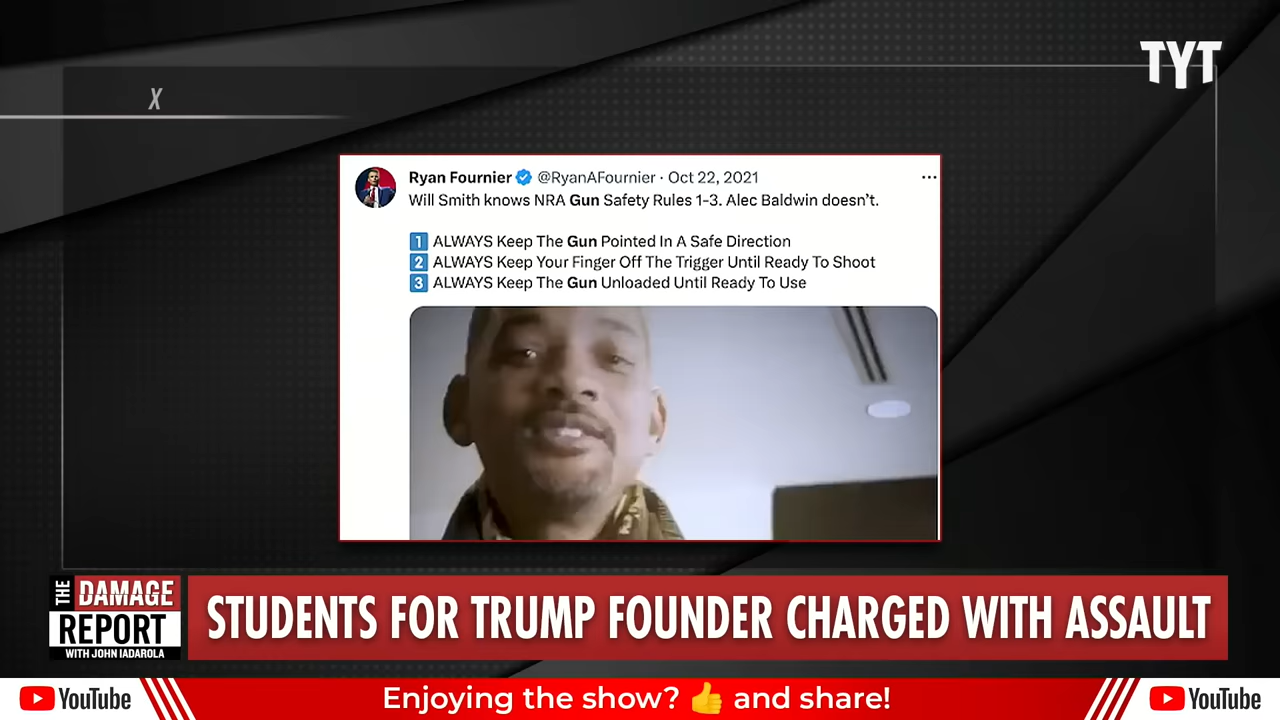 TYT
X
Ryan Fournier @RyanAFournier · Oct 22, 2021 ...
Will Smith knows NRA Gun Safety Rules 1-3. Alec Baldwin doesn't.
1 ALWAYS Keep The Gun Pointed In A Safe Direction
2 ALWAYS Keep Your Finger Off The Trigger Until Ready To Shoot
3 ALWAYS Keep The Gun Unloaded Until Ready To Use
THE DAMAGE
REPORT
WITH JOHN IADAROLA
STUDENTS FOR TRUMP FOUNDER CHARGED WITH ASSAULT
YouTube Enjoying the show? 👍 and share! YouTube